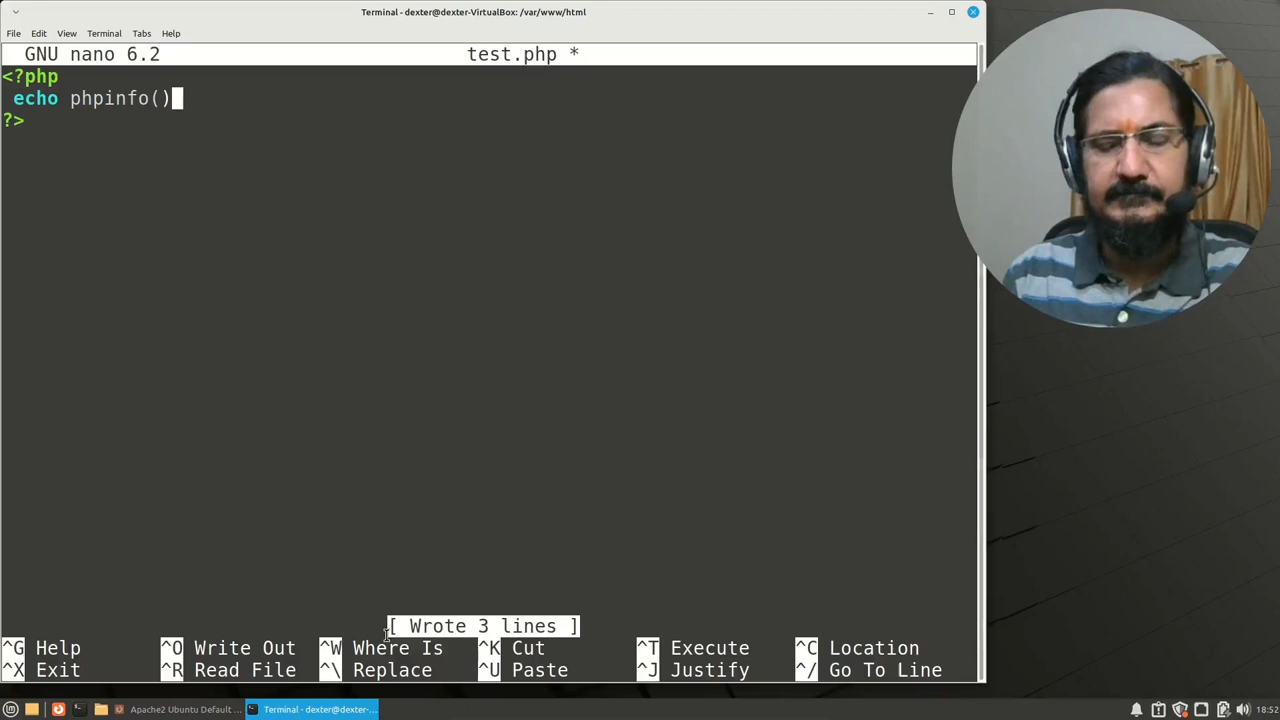 Terminal - dexter@dexter-VirtualBox: /var/www/html
File Edit View Terminal Tabs Help
GNU nano 6.2 test.php *
<?php
echo phpinfo()
?>
[ Wrote 3 lines ]
^G Help ^O Write Out ^W Where Is ^K Cut ^T Execute ^C Location
^X Exit ^R Read File ^\ Replace ^U Paste ^J Justify ^/ Go To Line
Apache2 Ubuntu Default ... Terminal - dexter@dexter-... 18:52